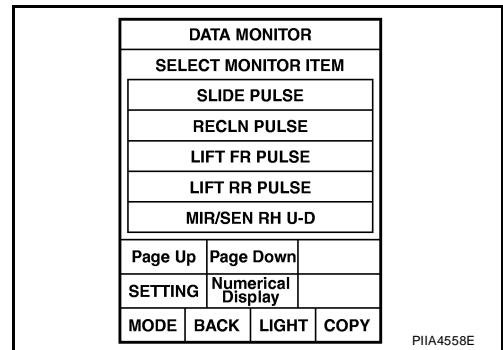 DATA MONITOR
SELECT MONITOR ITEM
SLIDE PULSE
RECLN PULSE
LIFT FR PULSE
LIFT RR PULSE
MIR/SEN RH U-D
Page Up Page Down
SETTING Numerical Display
MODE BACK LIGHT COPY
PIIA4558E